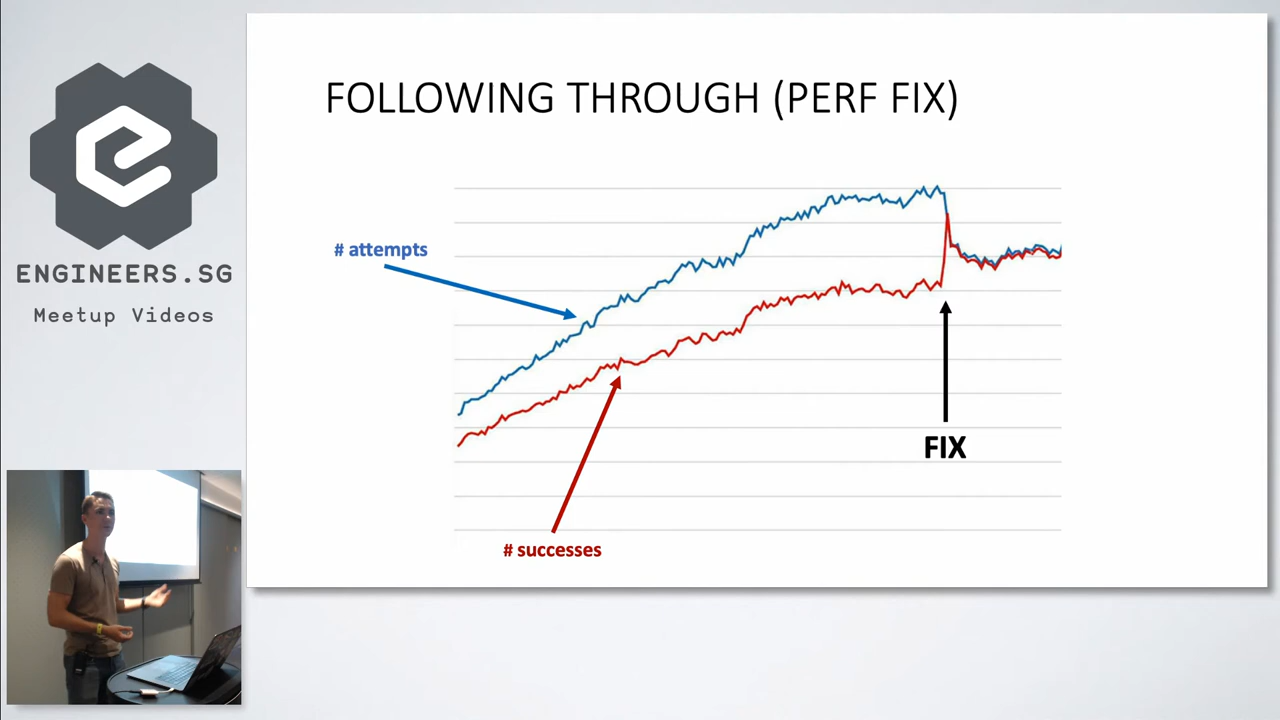 ENGINEERS.SG
Meetup Videos
FOLLOWING THROUGH (PERF FIX)
# attempts
FIX
# successes